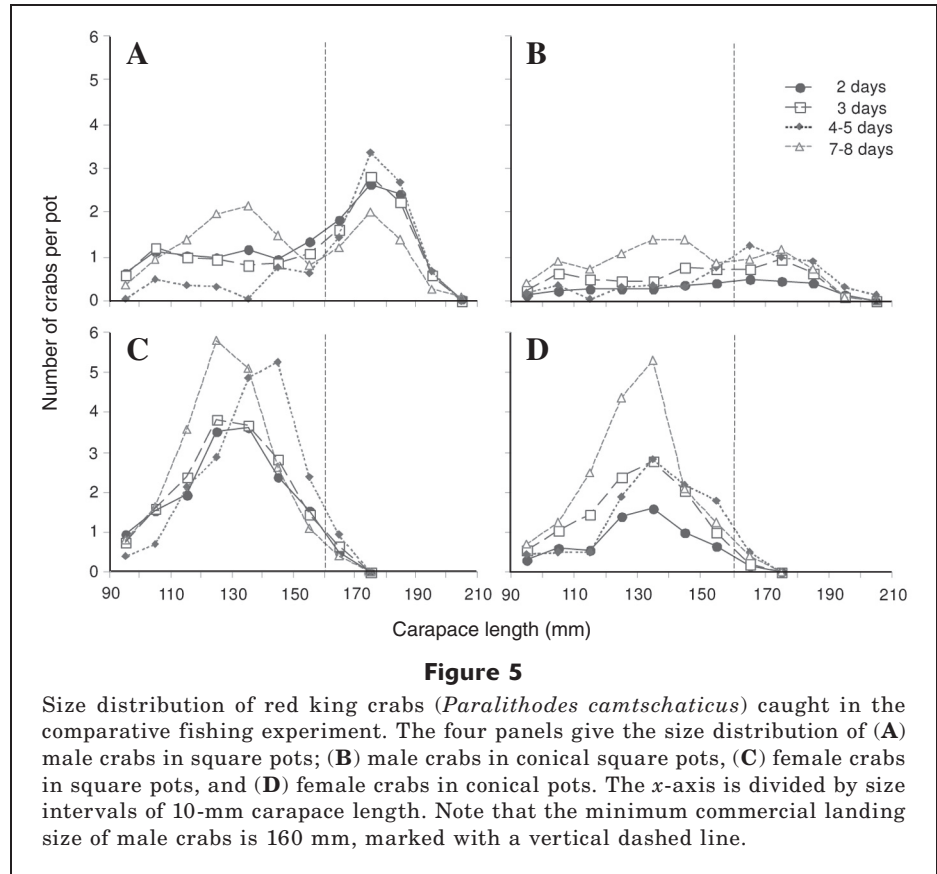 6
5
4
3
2
1
0
A
B
2 days
3 days
4-5 days
7-8 days
Number of crabs per pot
6
5
4
3
2
1
0
C
D
90 110 130 150 170 190 210
90 110 130 150 170 190 210
Carapace length (mm)
Figure 5
Size distribution of red king crabs (Paralithodes camtschaticus) caught in the
comparative fishing experiment. The four panels give the size distribution of (A)
male crabs in square pots; (B) male crabs in conical square pots, (C) female crabs
in square pots, and (D) female crabs in conical pots. The x-axis is divided by size
intervals of 10-mm carapace length. Note that the minimum commercial landing
size of male crabs is 160 mm, marked with a vertical dashed line.